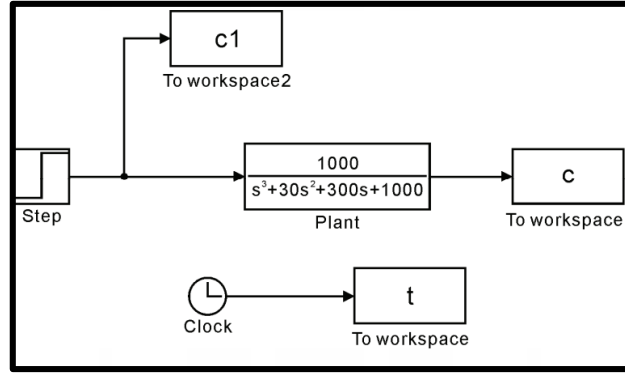 c1
To workspace2
1000
s³+30s²+300s+1000
Plant
Step
c
To workspace
t
Clock
To workspace